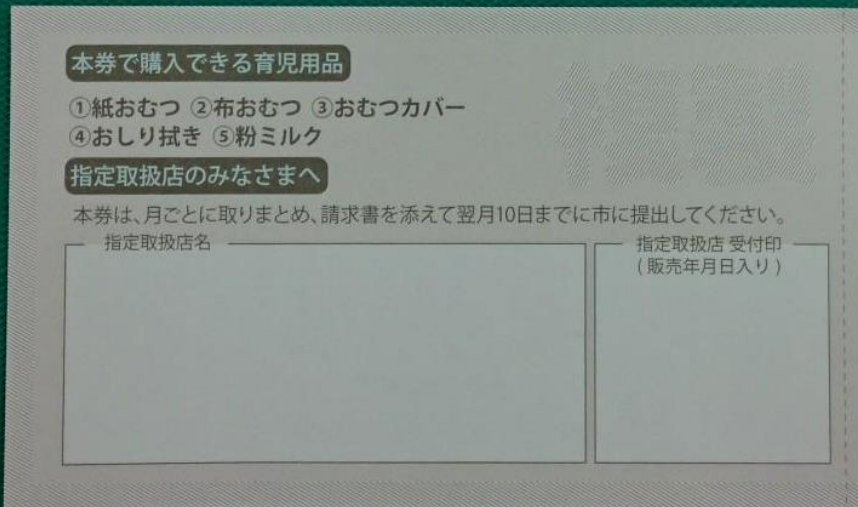 本券で購入できる育児用品
①紙おむつ ②布おむつ ③おむつカバー
④おしり拭き ⑤粉ミルク
指定取扱店のみなさまへ
本券は、月ごとに取りまとめ、請求書を添えて翌月10日までに市に提出してください。
指定取扱店名
指定取扱店 受付印
(販売年月日入り)